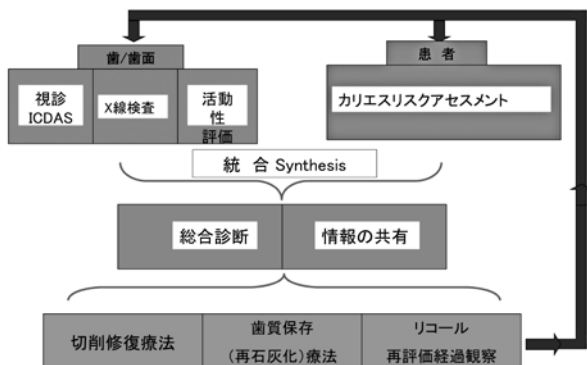 歯/歯面
患 者
視診
ICDAS
X線検査
活動
性
評価
カリエスリスクアセスメント
統 合 Synthesis
総合診断
情報の共有
切削修復療法
歯質保存
(再石灰化)療法
リコール
再評価経過観察